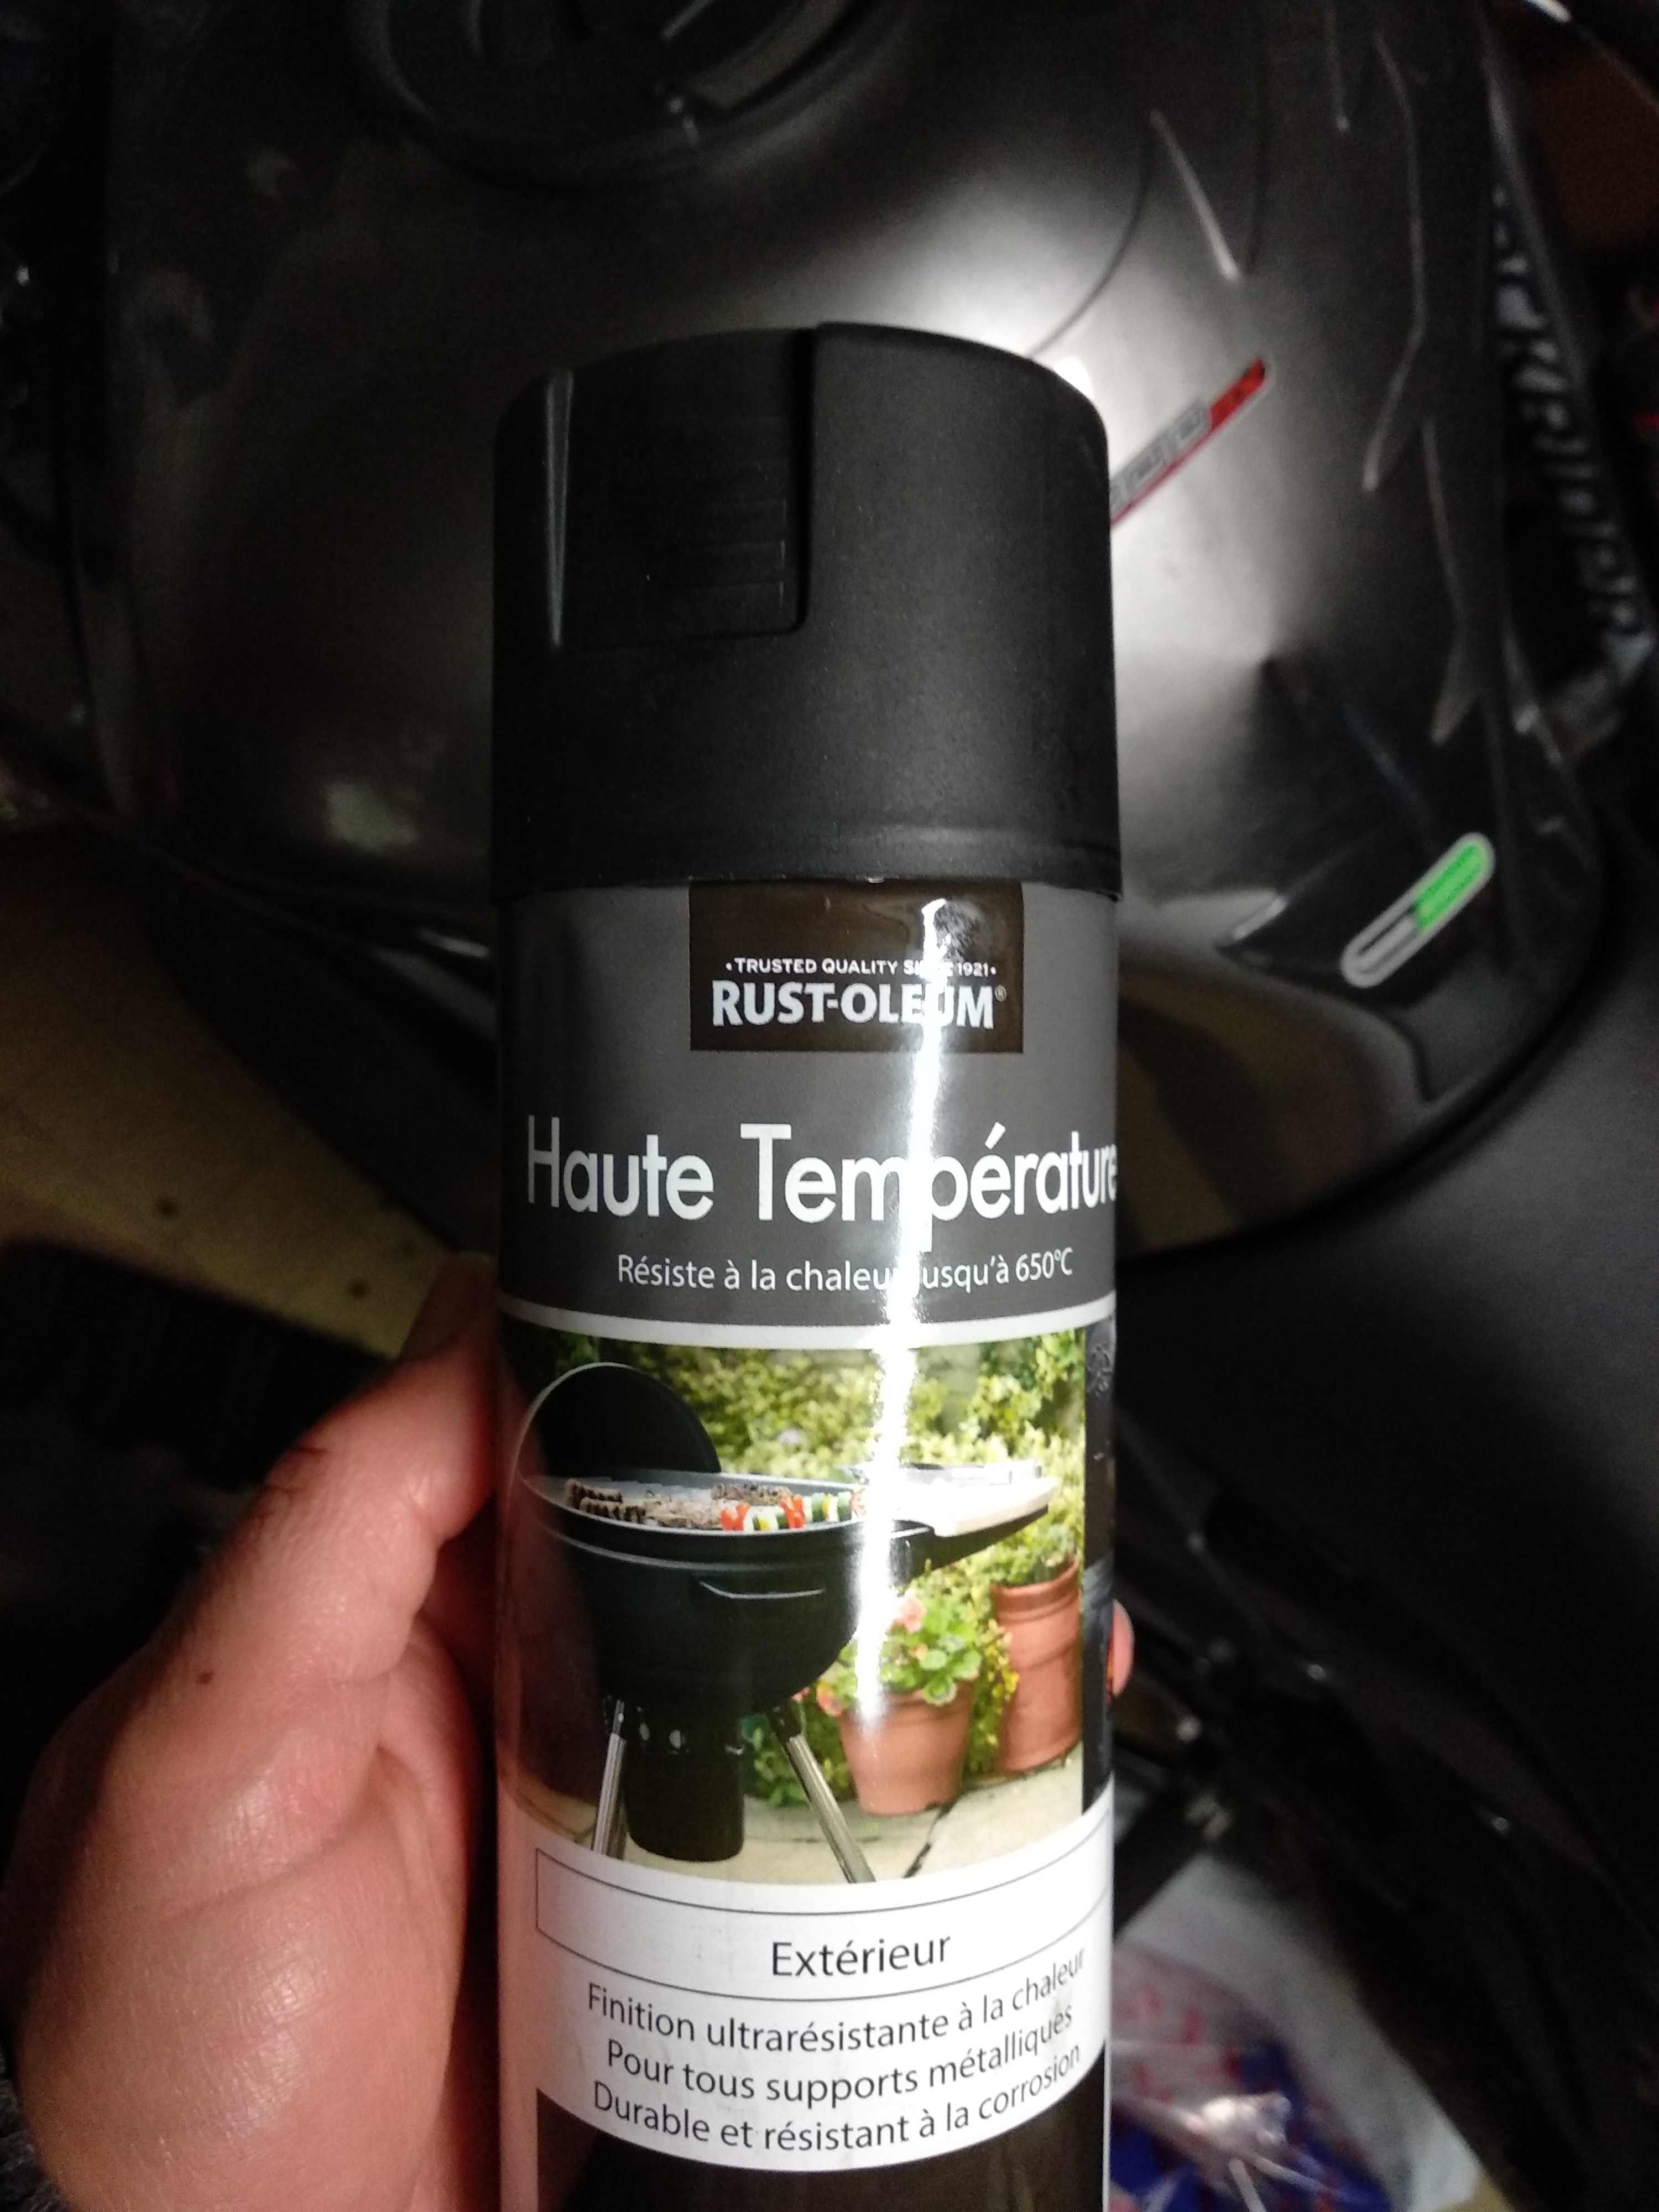 •TRUSTED QUALITY SINCE 1921•
RUST-OLEUM®
Haute Température
Résiste à la chaleur jusqu'à 650°C
Extérieur
Finition ultrarésistante à la chaleur
Pour tous supports métalliques
Durable et résistant à la corrosion